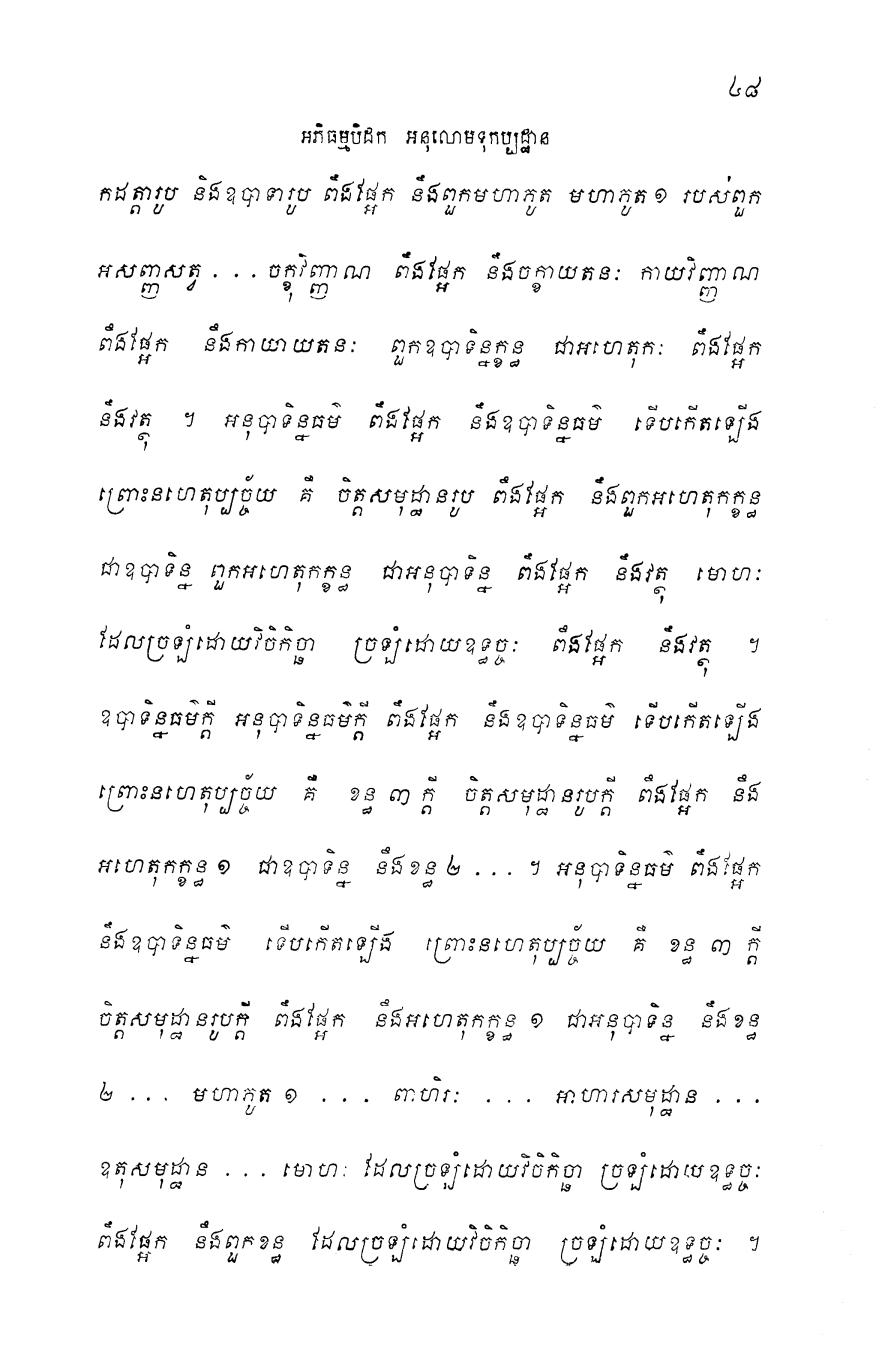 ៤៨
អភិធម្មបិដក អនុលោមទុកប្បដ្ឋាន
កដត្តារូប និងឧបាទារូប ពឹងផ្អែក នឹងពួកមហាភូត មហាភូត១ របស់ពួក
អសញ្ញសត្វ ... ចក្ខុវិញ្ញាណ ពឹងផ្អែក នឹងចក្ខាយតនៈ កាយវិញ្ញាណ
ពឹងផ្អែក នឹងកាយាយតនៈ ពួកឧបាទិន្នក្ខន្ធ ជាអហេតុកៈ ពឹងផ្អែក
នឹងវត្ថុ ។ អនុបាទិន្នធម៌ ពឹងផ្អែក នឹងឧបាទិន្នធម៌ ទើបកើតឡើង
ព្រោះនហេតុប្បច្ច័យ គឺ ចិត្តសមុដ្ឋានរូប ពឹងផ្អែក នឹងពួកអហេតុកក្ខន្ធ
ជាឧបាទិន្ន ពួកអហេតុកក្ខន្ធ ជាអនុបាទិន្ន ពឹងផ្អែក នឹងវត្ថុ មោហៈ
ដែលច្រឡំដោយវិចិកិច្ឆា ច្រឡំដោយឧទ្ធច្ចៈ ពឹងផ្អែក នឹងវត្ថុ ។
ឧបាទិន្នធម៌ក្តី អនុបាទិន្នធម៌ក្តី ពឹងផ្អែក នឹងឧបាទិន្នធម៌ ទើបកើតឡើង
ព្រោះនហេតុប្បច្ច័យ គឺ ខន្ធ ៣ ក្តី ចិត្តសមុដ្ឋានរូបក្តី ពឹងផ្អែក នឹង
អហេតុកក្ខន្ធ ១ ជាឧបាទិន្ន នឹងខន្ធ ២ ... ។ អនុបាទិន្នធម៌ ពឹងផ្អែក
នឹងឧបាទិន្នធម៌ ទើបកើតឡើង ព្រោះនហេតុប្បច្ច័យ គឺ ខន្ធ ៣ ក្តី
ចិត្តសមុដ្ឋានរូបក្តី ពឹងផ្អែក នឹងអហេតុកក្ខន្ធ ១ ជាអនុបាទិន្ន នឹងខន្ធ
២ ... មហាភូត ១ ... ពាហិរៈ ... អាហារសមុដ្ឋាន ...
ឧតុសមុដ្ឋាន ... មោហៈ ដែលច្រឡំដោយវិចិកិច្ឆា ច្រឡំដោយឧទ្ធច្ចៈ
ពឹងផ្អែក នឹងពួកខន្ធ ដែលច្រឡំដោយវិចិកិច្ឆា ច្រឡំដោយឧទ្ធច្ចៈ ។